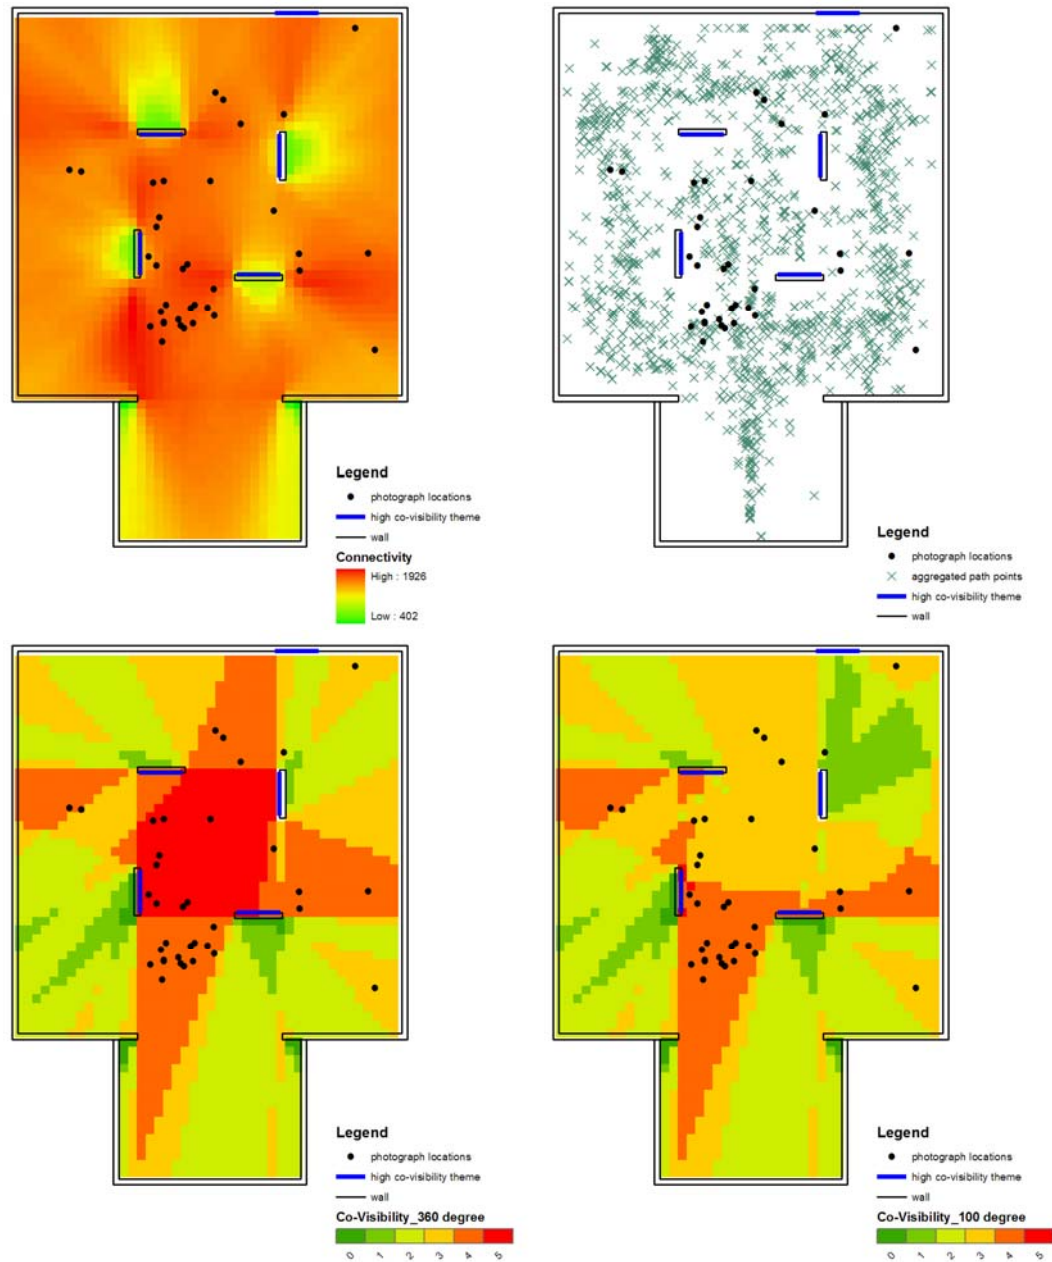 Legend
photograph locations
high co-visibility theme
wall
Connectivity
High : 1926
Low : 402
Legend
photograph locations
aggregated path points
high co-visibility theme
wall
Legend
photograph locations
high co-visibility theme
wall
Co-Visibility_360 degree
0 1 2 3 4 5
Legend
photograph locations
high co-visibility theme
wall
Co-Visibility_100 degree
0 1 2 3 4 5